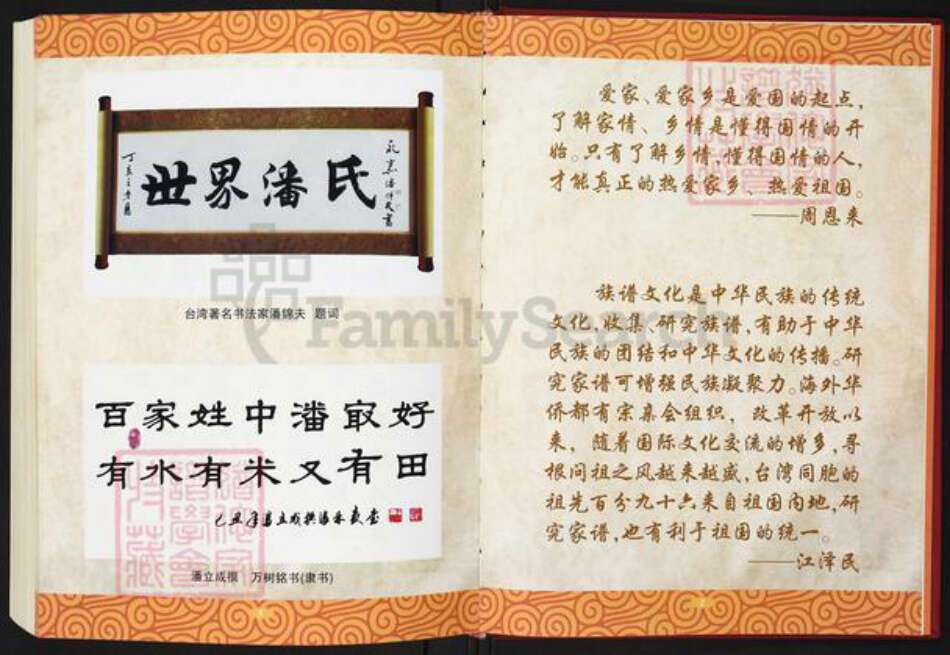 世界潘氏
丁亥之年夏
台湾著名书法家潘锦夫 题词
百家姓中潘最好
有水有米又有田
潘立成撰 万树铭书(隶书)
爱家、爱家乡是爱国的起点,
了解家情、乡情是懂得国情的开
始。只有了解乡情,懂得国情的人,
才能真正的热爱家乡、热爱祖国。
——周恩来
族谱文化是中华民族的传统
文化,收集、研究族谱,有助于中华
民族的团结和中华文化的传播。研
究家谱可增强民族凝聚力。海外华
侨都有宗亲会组织, 改革开放以
来, 随着国际文化交流的增多,寻
根问祖之风越来越盛,台湾同胞的
祖先百分九十六来自祖国内地,研
究家谱,也有利于祖国的统一。
——江泽民
FamilySearch